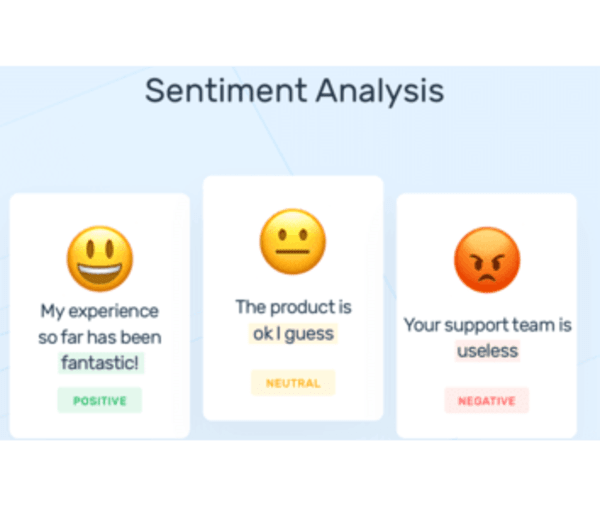 Sentiment Analysis
My experience
so far has been
fantastic!
POSITIVE
The product is
ok I guess
NEUTRAL
Your support team is
useless
NEGATIVE